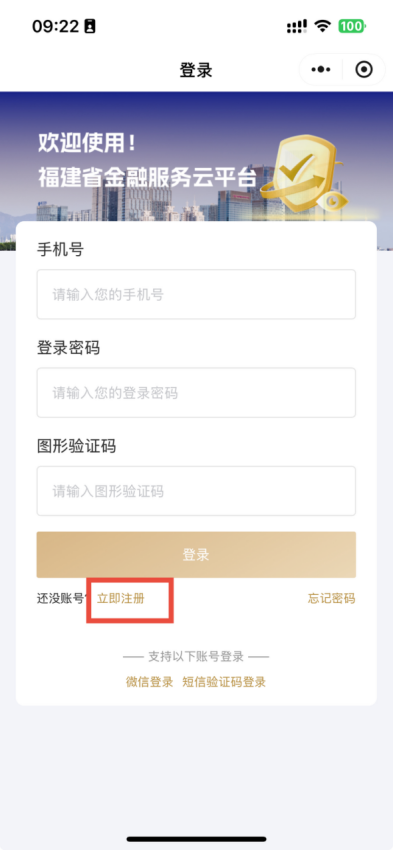 09:22
100
登录
欢迎使用！
福建省金融服务云平台
手机号
请输入您的手机号
登录密码
请输入您的登录密码
图形验证码
请输入图形验证码
登录
还没账号? 立即注册 忘记密码
支持以下账号登录
微信登录 短信验证码登录